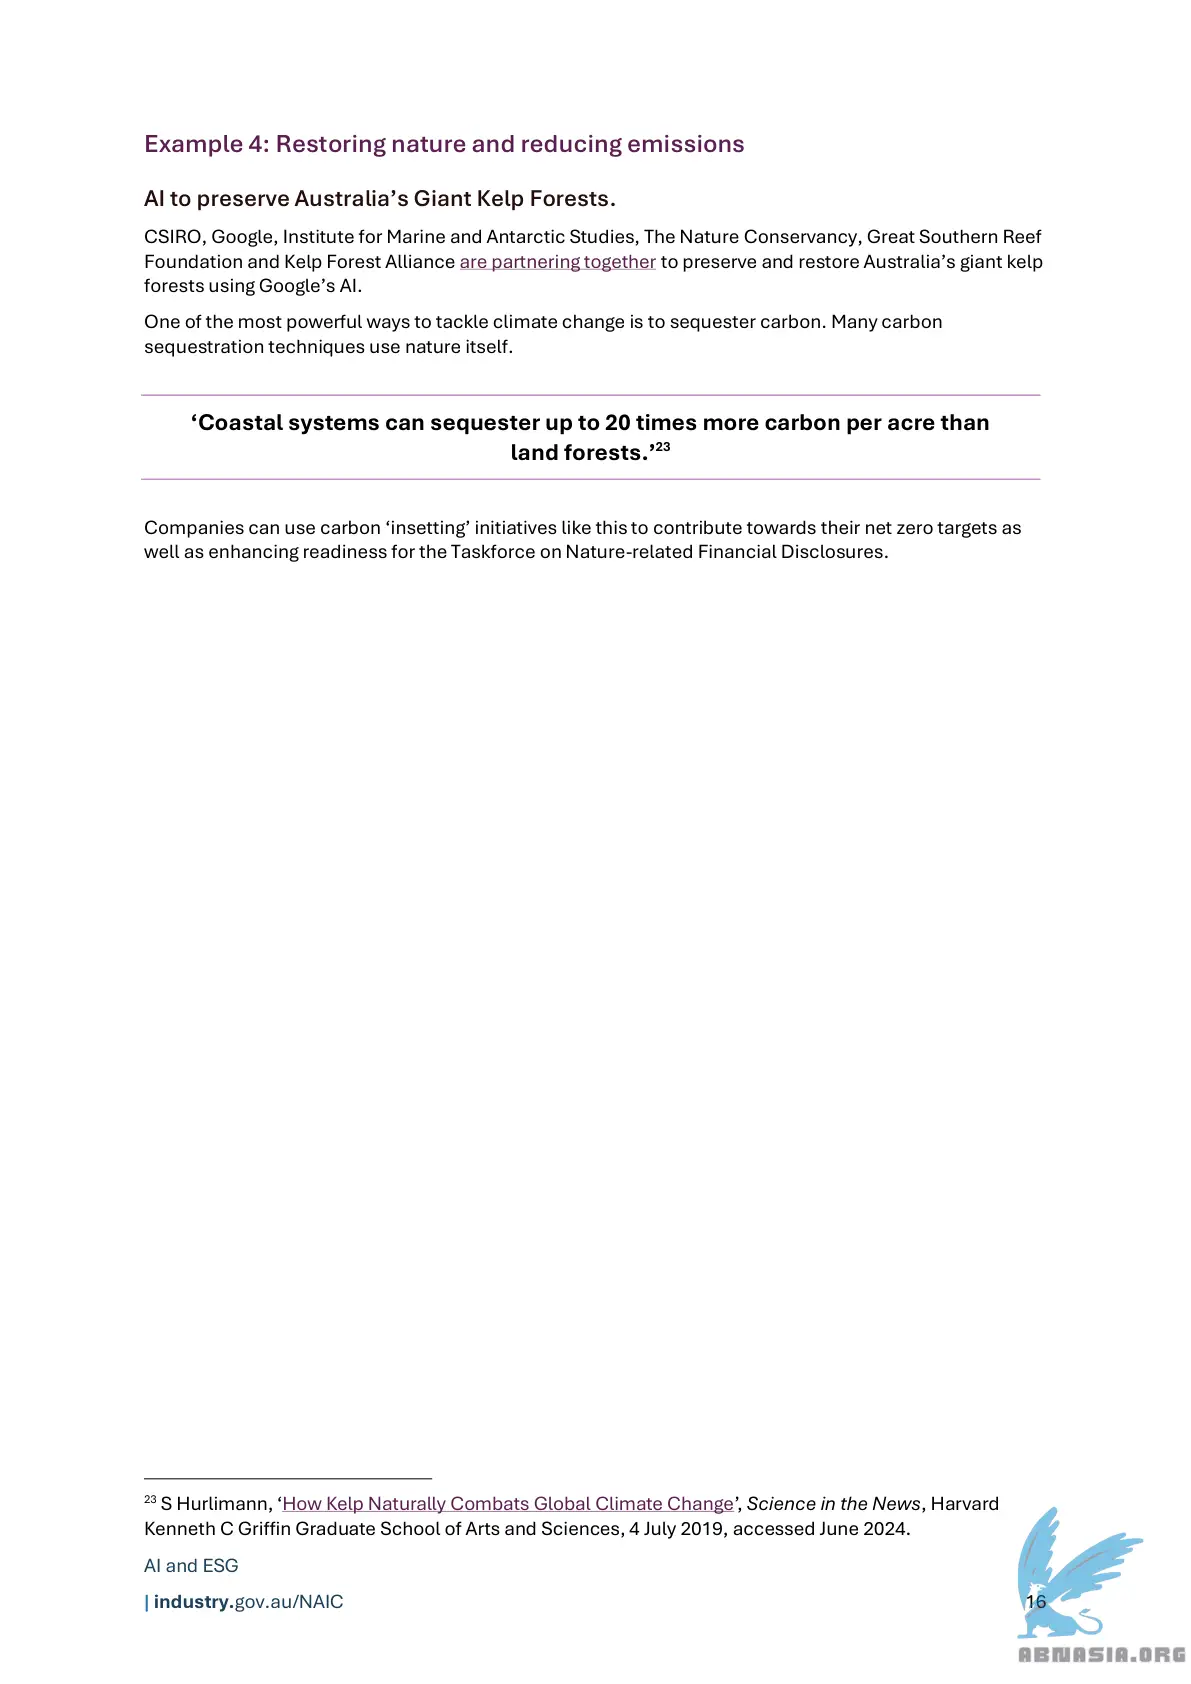 Example 4: Restoring nature and reducing emissions
AI to preserve Australia’s Giant Kelp Forests.
CSIRO, Google, Institute for Marine and Antarctic Studies, The Nature Conservancy, Great Southern Reef
Foundation and Kelp Forest Alliance are partnering together to preserve and restore Australia’s giant kelp
forests using Google’s AI.
One of the most powerful ways to tackle climate change is to sequester carbon. Many carbon
sequestration techniques use nature itself.
‘Coastal systems can sequester up to 20 times more carbon per acre than
land forests.’23
Companies can use carbon ‘insetting’ initiatives like this to contribute towards their net zero targets as
well as enhancing readiness for the Taskforce on Nature-related Financial Disclosures.
23 S Hurlimann, ‘How Kelp Naturally Combats Global Climate Change’, Science in the News, Harvard
Kenneth C Griffin Graduate School of Arts and Sciences, 4 July 2019, accessed June 2024.
AI and ESG
| industry.gov.au/NAIC
16
ABNASIA.ORG